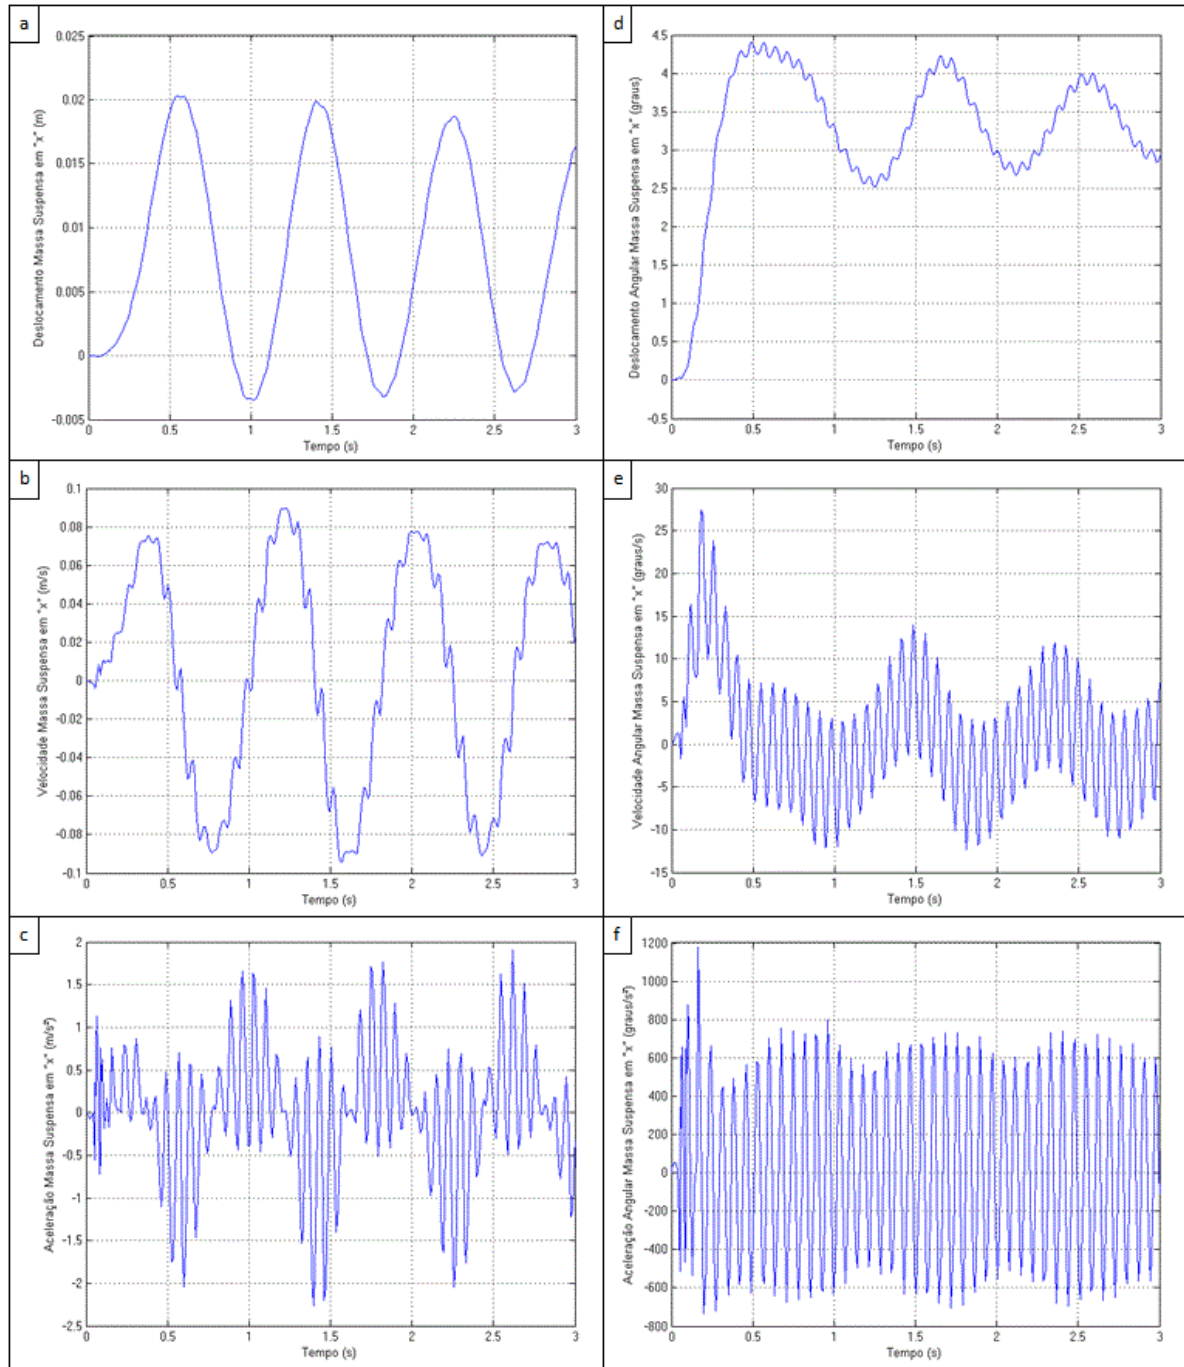 a
0.025
0.02
0.015
0.01
0.005
0
-0.005
Deslocamento Massa Suspensa em "x" (m)
0 0.5 1 1.5 2 2.5 3
Tempo (s)
d
4.5
4
3.5
3
2.5
2
1.5
1
0.5
0
-0.5
Deslocamento Angular Massa Suspensa em "x" (graus)
0 0.5 1 1.5 2 2.5 3
Tempo (s)
b
0.1
0.08
0.06
0.04
0.02
0
-0.02
-0.04
-0.06
-0.08
-0.1
Velocidade Massa Suspensa em "x" (m/s)
0 0.5 1 1.5 2 2.5 3
Tempo (s)
e
30
25
20
15
10
5
0
-5
-10
-15
Velocidade Angular Massa Suspensa em "x" (graus/s)
0 0.5 1 1.5 2 2.5 3
Tempo (s)
c
2
1.5
1
0.5
0
-0.5
-1
-1.5
-2
-2.5
Aceleração Massa Suspensa em "x" (m/s²)
0 0.5 1 1.5 2 2.5 3
Tempo (s)
f
1200
1000
800
600
400
200
0
-200
-400
-600
-800
Aceleração Angular Massa Suspensa em "x" (graus/s²)
0 0.5 1 1.5 2 2.5 3
Tempo (s)